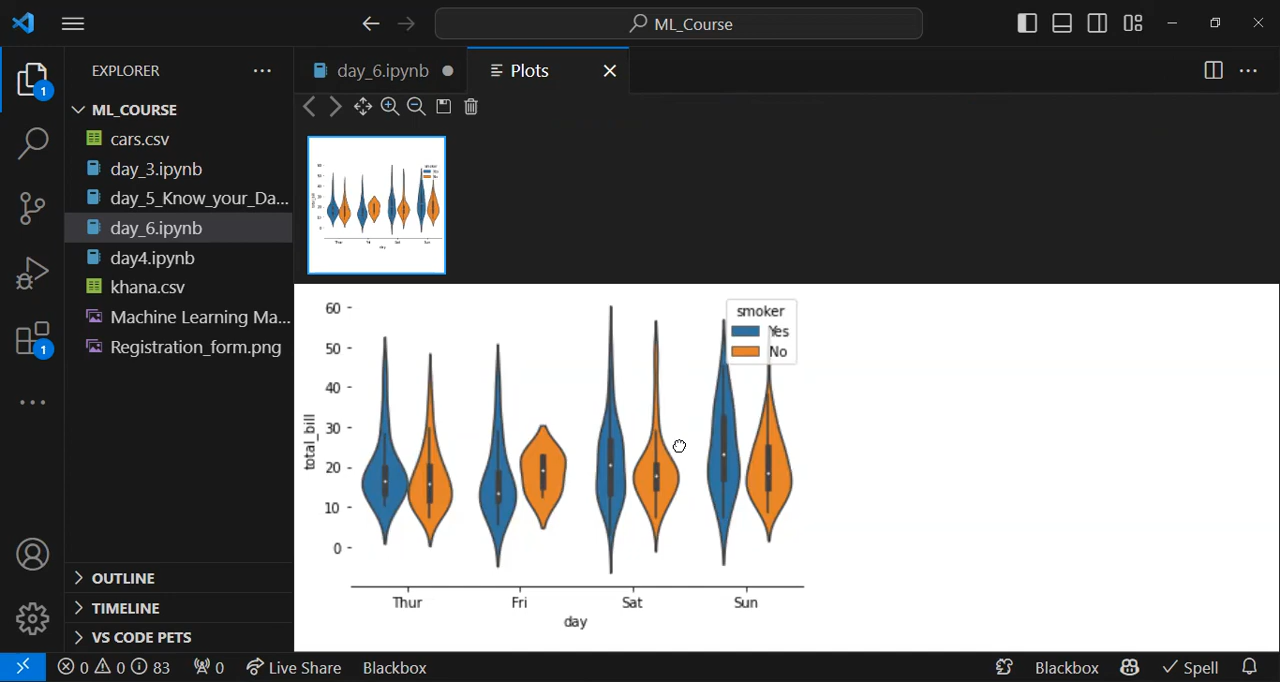 ML_Course
EXPLORER
day_6.ipynb
Plots
ML_COURSE
cars.csv
day_3.ipynb
day_5_Know_your_Da...
day_6.ipynb
day4.ipynb
khana.csv
Machine Learning Ma...
Registration_form.png
OUTLINE
TIMELINE
VS CODE PETS
1
1
60
50
40
30
20
10
0
total_bill
smoker
Yes
No
Thur Fri Sat Sun
day
0 0 83 0 Live Share Blackbox Blackbox Spell